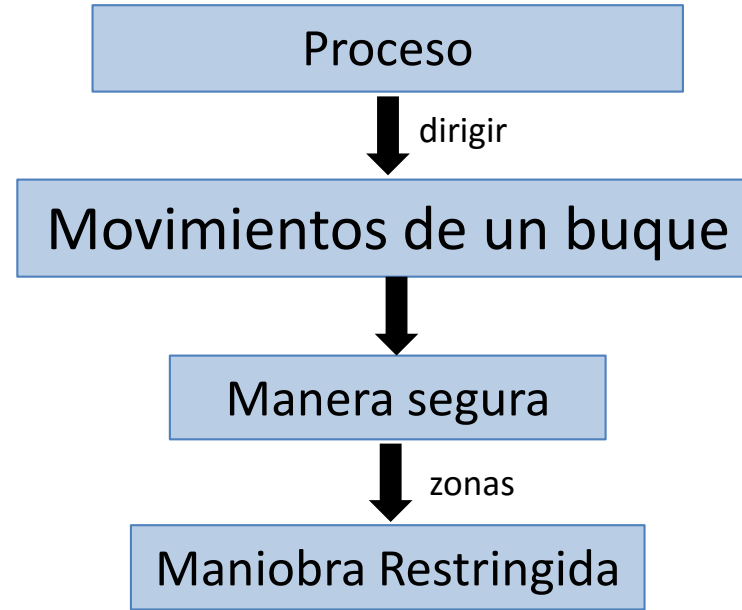 Proceso
dirigir
Movimientos de un buque
Manera segura
zonas
Maniobra Restringida